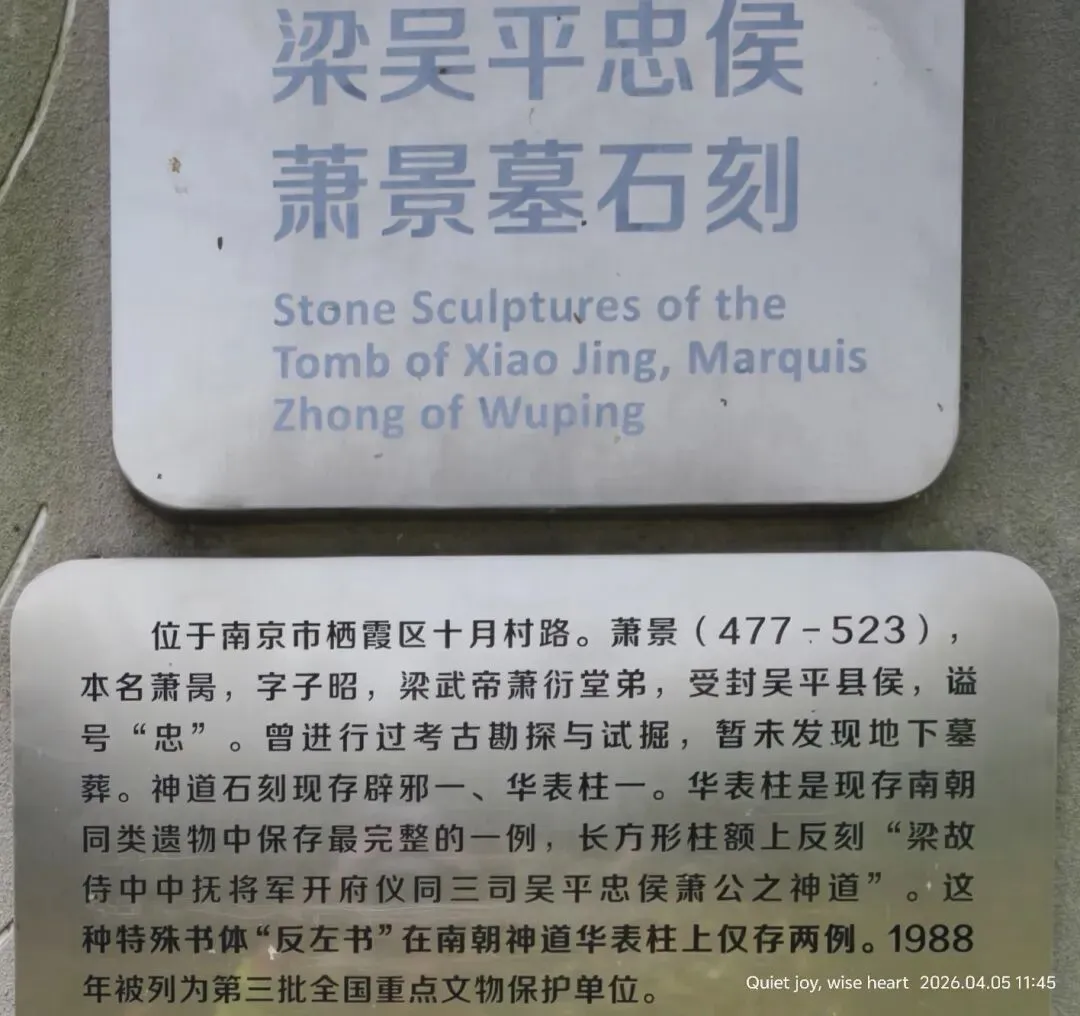 梁吴平忠侯
萧景墓石刻
Stone Sculptures of the
Tomb of Xiao Jing, Marquis
Zhong of Wuping
位于南京市栖霞区十月村路。萧景（477－523），
本名萧昺，字子昭，梁武帝萧衍堂弟，受封吴平县侯，谥
号“忠”。曾进行过考古勘探与试掘，暂未发现地下墓
葬。神道石刻现存辟邪一、华表柱一。华表柱是现存南朝
同类遗物中保存最完整的一例，长方形柱额上反刻“梁故
侍中中抚将军开府仪同三司吴平忠侯萧公之神道”。这
种特殊书体“反左书”在南朝神道华表柱上仅存两例。1988
年被列为第三批全国重点文物保护单位。
Quiet joy, wise heart 2026.04.05 11:45